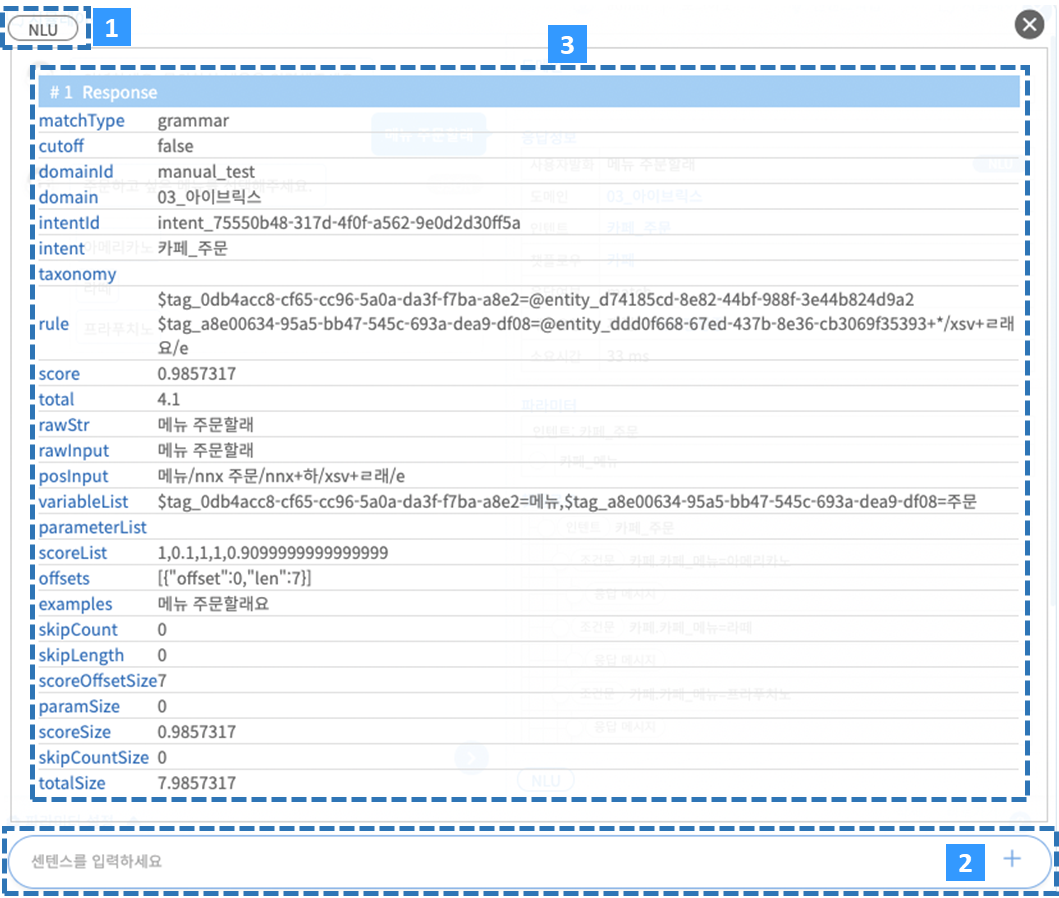 NLU
1
3
# 1 Response
matchType grammar
cutoff false
domainId manual_test
domain 03_아이브릭스
intentId intent_75550b48-317d-4f0f-a562-9e0d2d30ff5a
intent 카페_주문
taxonomy
$tag_0db4acc8-cf65-cc96-5a0a-da3f-f7ba-a8e2=@entity_d74185cd-8e82-44bf-988f-3e44b824d9a2
rule $tag_a8e00634-95a5-bb47-545c-693a-dea9-df08=@entity_ddd0f668-67ed-437b-8e36-cb3069f35393+*/xsv+ㄹ래
요/e
score 0.9857317
total 4.1
rawStr 메뉴 주문할래
rawInput 메뉴 주문할래
posInput 메뉴/nnx 주문/nnx+하/xsv+ㄹ래/e
variableList $tag_0db4acc8-cf65-cc96-5a0a-da3f-f7ba-a8e2=메뉴,$tag_a8e00634-95a5-bb47-545c-693a-dea9-df08=주문
parameterList
scoreList 1,0.1,1,1,0.9099999999999999
offsets [{"offset":0,"len":7}]
examples 메뉴 주문할래요
skipCount 0
skipLength 0
scoreOffsetSize 7
paramSize 0
scoreSize 0.9857317
skipCountSize 0
totalSize 7.9857317
센텐스를 입력하세요
2
+